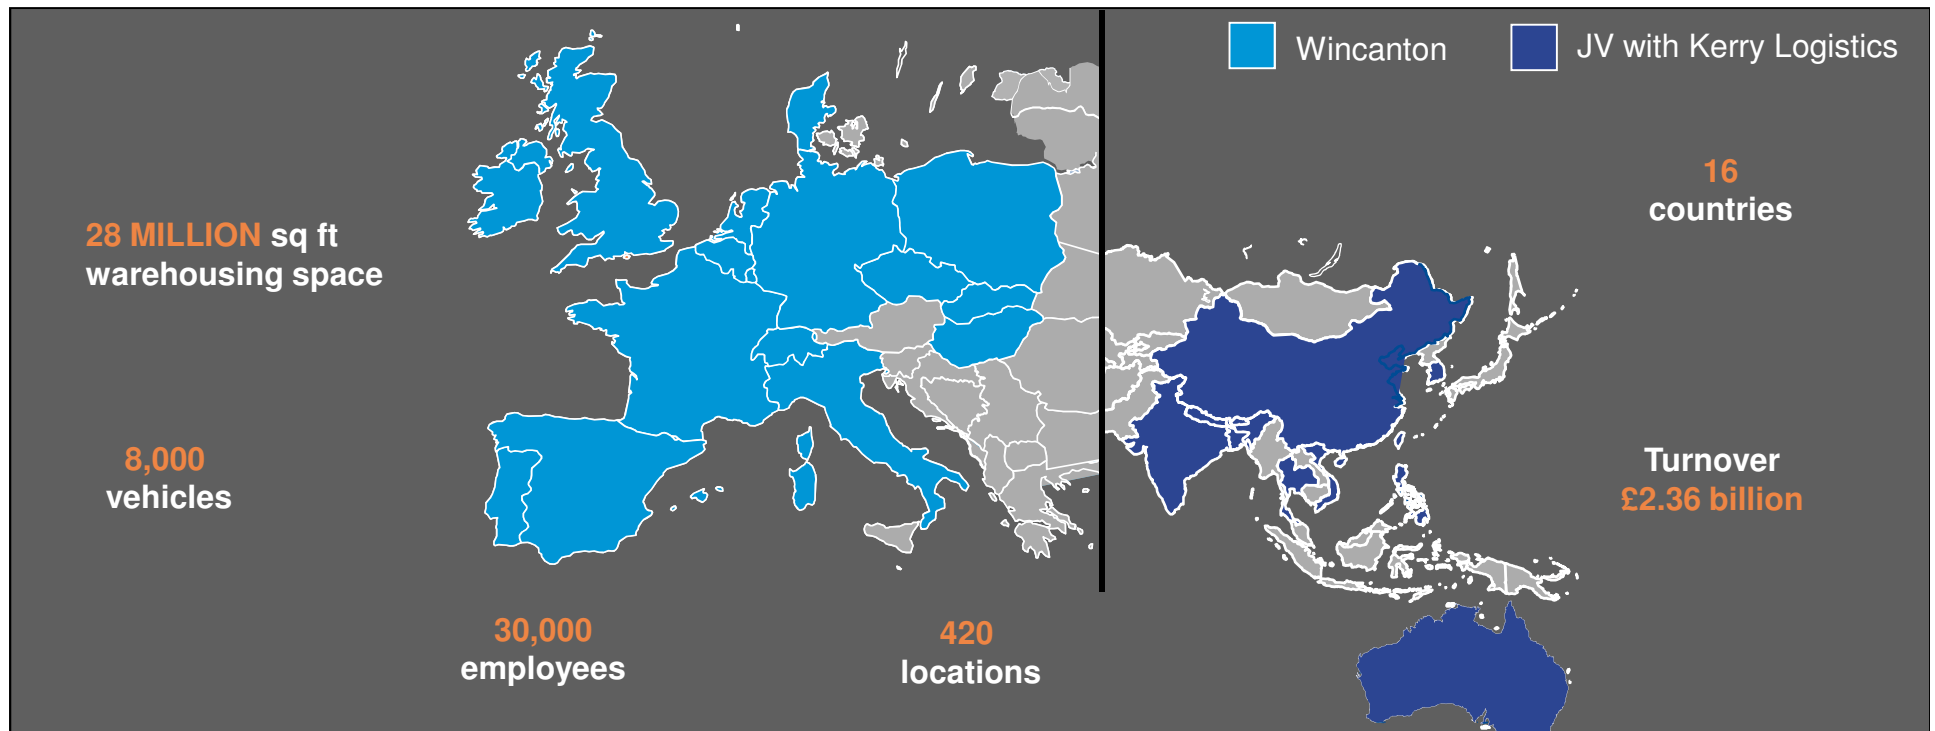 Wincanton
JV with Kerry Logistics
16
countries
28 MILLION sq ft
warehousing space
8,000
vehicles
Turnover
£2.36 billion
30,000
employees
420
locations